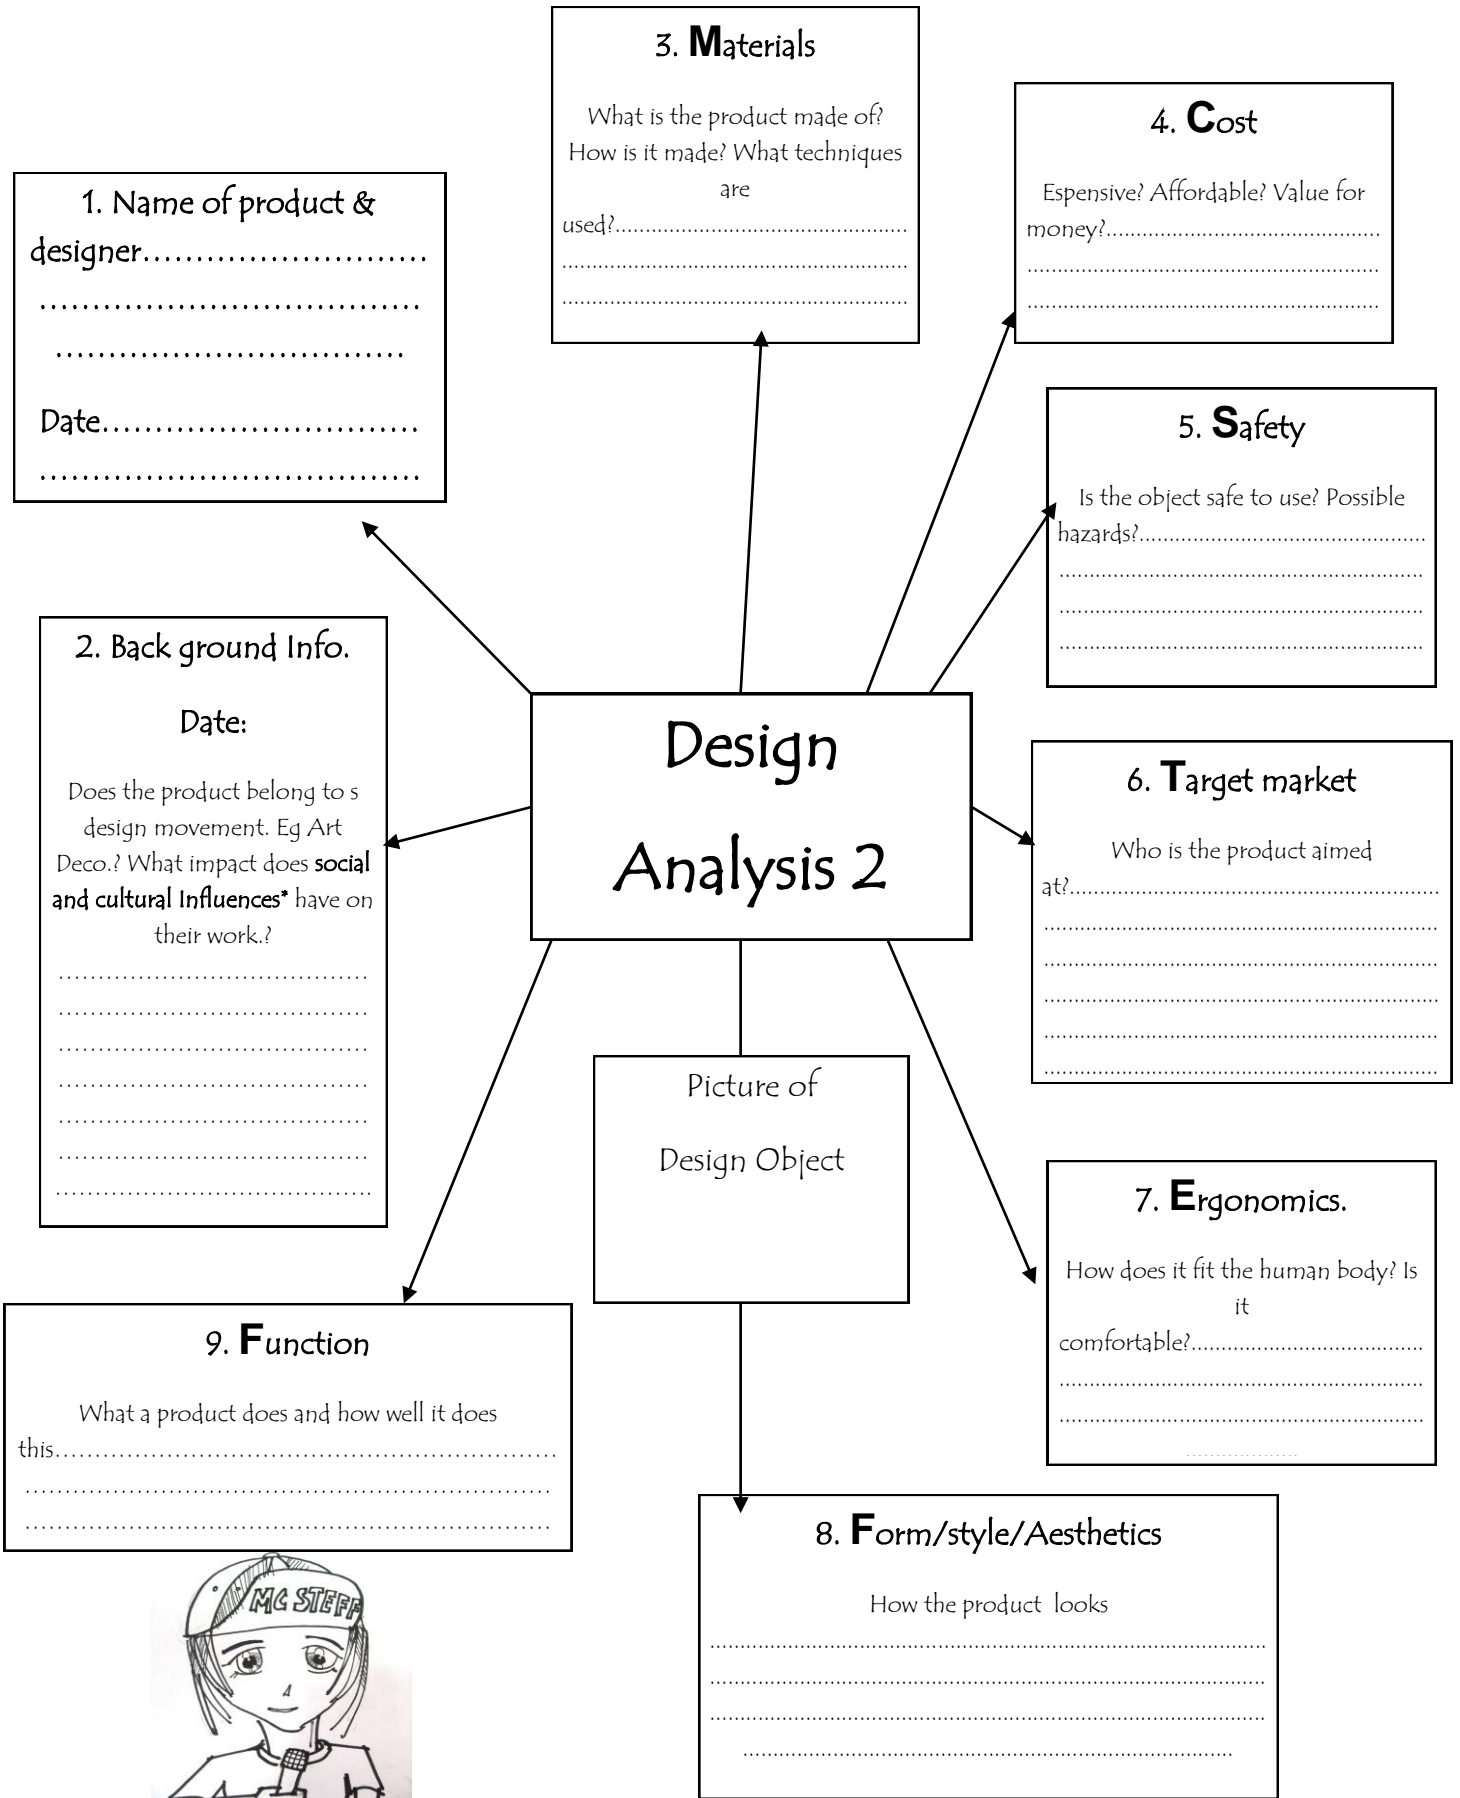 1. Name of product &
designer...........................
....................................
.................................
Date..............................
....................................
2. Back ground Info.
Date:
Does the product belong to s
design movement. Eg Art
Deco.? What impact does social
and cultural Influences* have on
their work.?
.......................................
.......................................
.......................................
.......................................
.......................................
.......................................
........................................
3. Materials
What is the product made of?
How is it made? What techniques
are
used?.................................................
..........................................................
..........................................................
4. Cost
Espensive? Affordable? Value for
money?..............................................
...........................................................
...........................................................
5. Safety
Is the object safe to use? Possible
hazards?................................................
.............................................................
.............................................................
.............................................................
Design
Analysis 2
6. Target market
Who is the product aimed
at?..............................................................
..................................................................
..................................................................
..................................................................
..................................................................
..................................................................
Picture of
Design Object
7. Ergonomics.
How does it fit the human body? Is
it
comfortable?.......................................
.............................................................
.............................................................
...................
8. Form/style/Aesthetics
How the product looks
.............................................................................................
.............................................................................................
.............................................................................................
..................................................................................
9. Function
What a product does and how well it does
this...............................................................
..................................................................
..................................................................
MC STEFF